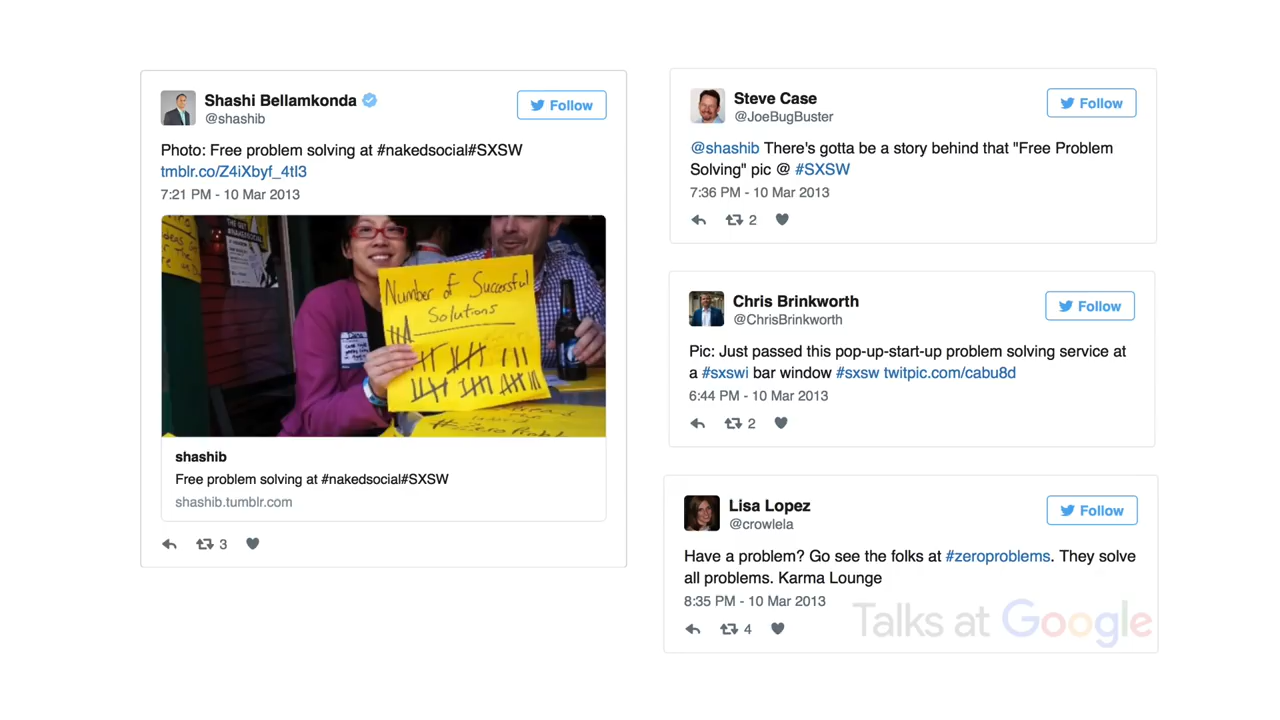 Shashi Bellamkonda
@shashib
Follow
Photo: Free problem solving at #nakedsocial#SXSW
tmblr.co/Z4iXbyf_4tI3
7:21 PM - 10 Mar 2013
THE GET
#NAKEDSOCIAL
Number of Successful
Solutions
shashib
Free problem solving at #nakedsocial#SXSW
shashib.tumblr.com
3
Steve Case
@JoeBugBuster
Follow
@shashib There's gotta be a story behind that "Free Problem
Solving" pic @ #SXSW
7:36 PM - 10 Mar 2013
2
Chris Brinkworth
@ChrisBrinkworth
Follow
Pic: Just passed this pop-up-start-up problem solving service at
a #sxswi bar window #sxsw twitpic.com/cabu8d
6:44 PM - 10 Mar 2013
2
Lisa Lopez
@crowlela
Follow
Have a problem? Go see the folks at #zeroproblems. They solve
all problems. Karma Lounge
8:35 PM - 10 Mar 2013
4
Talks at Google